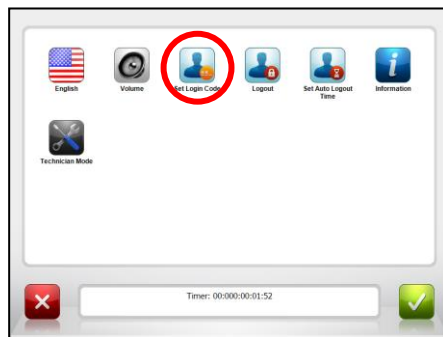 English
Volume
Set Login Code
Logout
Set Auto Logout
Time
Information
Technician Mode
Timer: 00:000:00:01:52